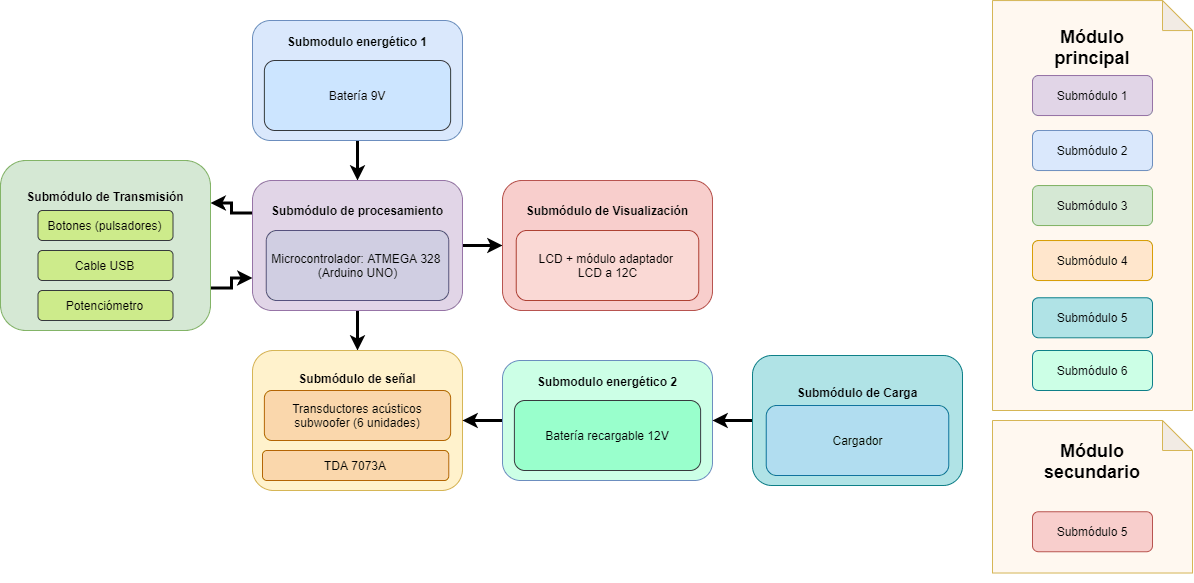 Submodulo energético 1
Batería 9V
Submódulo de Transmisión
Botones (pulsadores)
Cable USB
Potenciómetro
Submódulo de procesamiento
Microcontrolador: ATMEGA 328
(Arduino UNO)
Submódulo de Visualización
LCD + módulo adaptador
LCD a 12C
Submódulo de señal
Transductores acústicos
subwoofer (6 unidades)
TDA 7073A
Submodulo energético 2
Batería recargable 12V
Submódulo de Carga
Cargador
Módulo
principal
Submódulo 1
Submódulo 2
Submódulo 3
Submódulo 4
Submódulo 5
Submódulo 6
Módulo
secundario
Submódulo 5